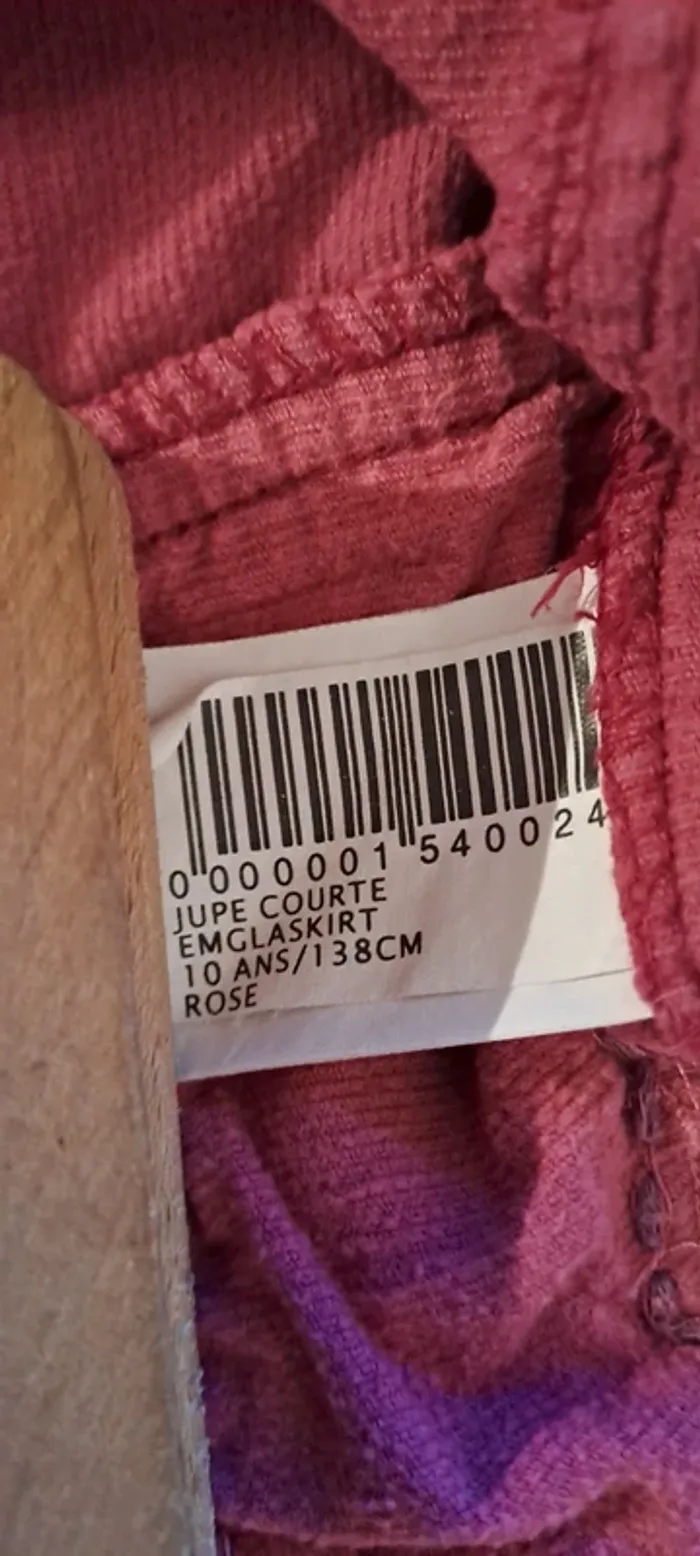 0 000001 540024
JUPE COURTE
EMGLASKIRT
10 ANS/138CM
ROSE